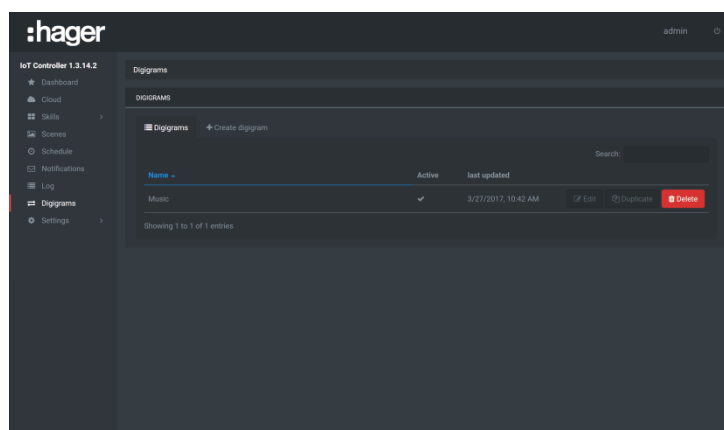 :hager
admin
IoT Controller 1.3.14.2
Dashboard
Cloud
Skills
Scenes
Schedule
Notifications
Log
Digigrams
Settings
Digigrams
DIGIGRAMS
Digigrams
+ Create digigram
Search:
Name
Active
last updated
Music
3/27/2017, 10:42 AM
Edit
Duplicate
Delete
Showing 1 to 1 of 1 entries